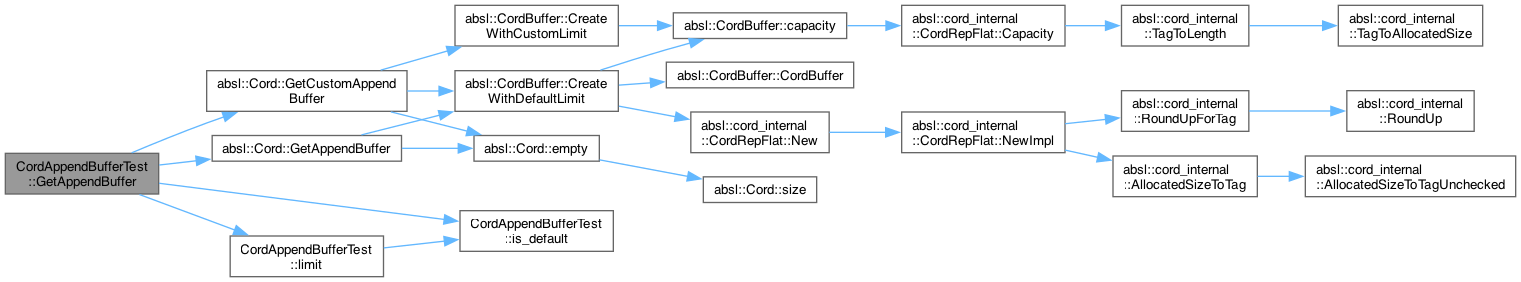 CordAppendBufferTest
::GetAppendBuffer
absl::Cord::GetCustomAppend
Buffer
absl::Cord::GetAppendBuffer
CordAppendBufferTest
::limit
absl::CordBuffer::Create
WithCustomLimit
absl::CordBuffer::Create
WithDefaultLimit
absl::Cord::empty
CordAppendBufferTest
::is_default
absl::CordBuffer::capacity
absl::CordBuffer::CordBuffer
absl::cord_internal
::CordRepFlat::New
absl::Cord::size
absl::cord_internal
::CordRepFlat::Capacity
absl::cord_internal
::CordRepFlat::NewImpl
absl::cord_internal
::TagToLength
absl::cord_internal
::RoundUpForTag
absl::cord_internal
::AllocatedSizeToTag
absl::cord_internal
::TagToAllocatedSize
absl::cord_internal
::RoundUp
absl::cord_internal
::AllocatedSizeToTagUnchecked